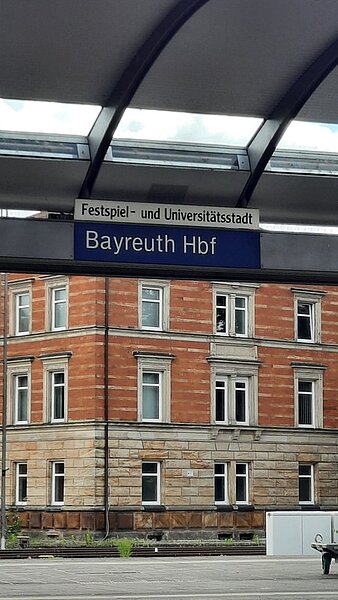 Festspiel- und Universitätsstadt
Bayreuth Hbf